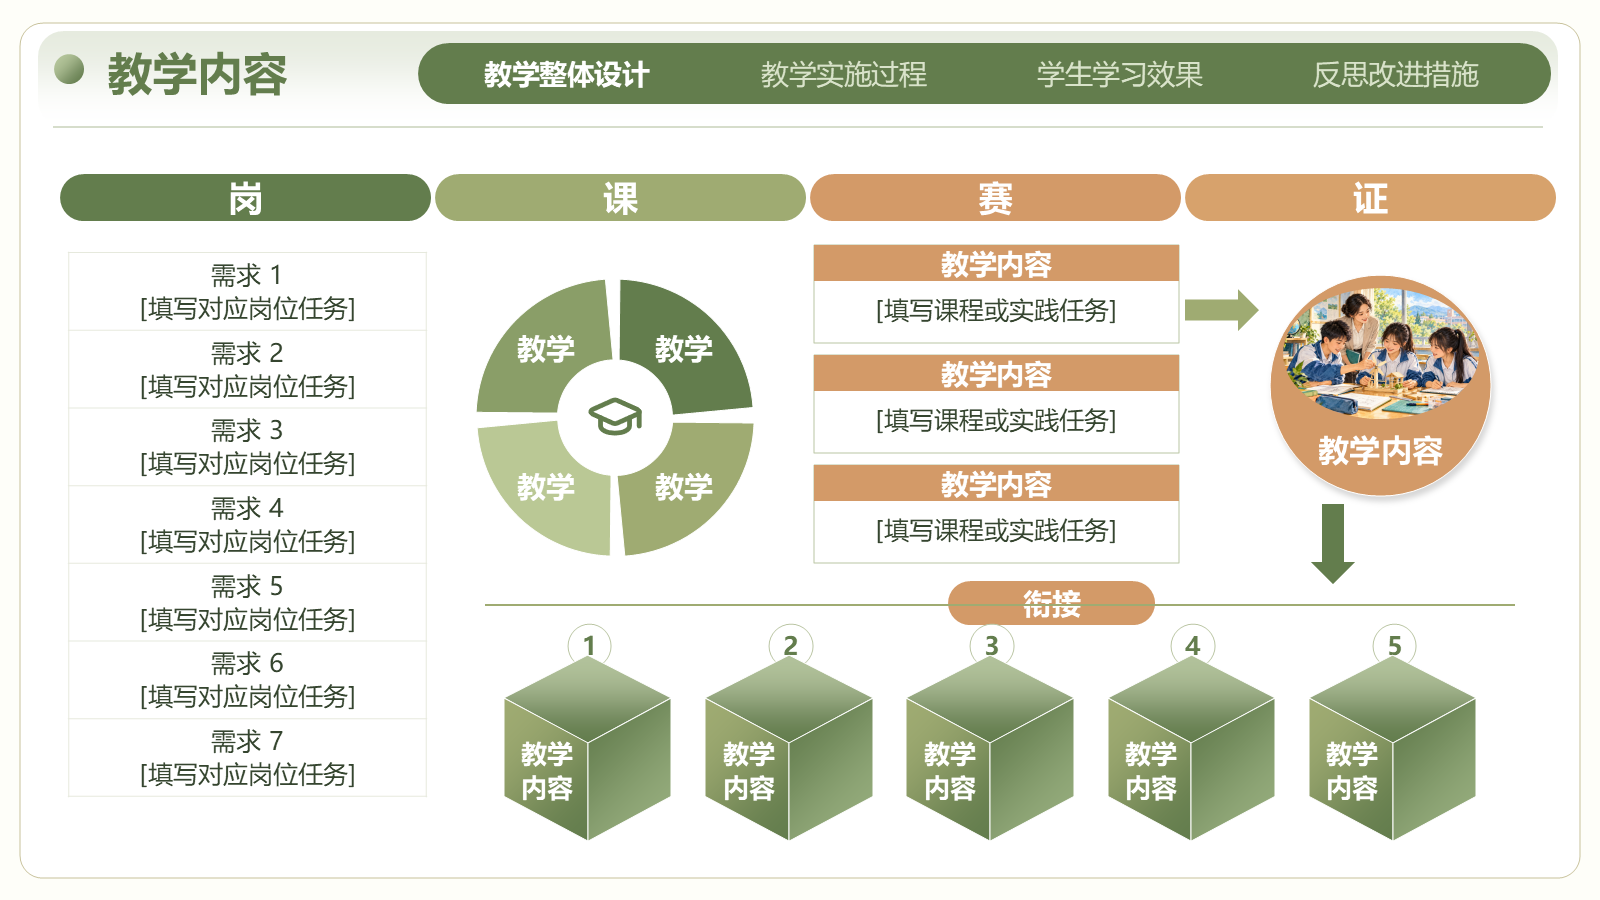 教学内容
教学整体设计
教学实施过程
学生学习效果
反思改进措施
岗
课
赛
证
需求 1
[填写对应岗位任务]
需求 2
[填写对应岗位任务]
需求 3
[填写对应岗位任务]
需求 4
[填写对应岗位任务]
需求 5
[填写对应岗位任务]
需求 6
[填写对应岗位任务]
需求 7
[填写对应岗位任务]
教学
教学
教学
教学
教学内容
[填写课程或实践任务]
教学内容
[填写课程或实践任务]
教学内容
[填写课程或实践任务]
教学内容
衔接
1
教学
内容
2
教学
内容
3
教学
内容
4
教学
内容
5
教学
内容